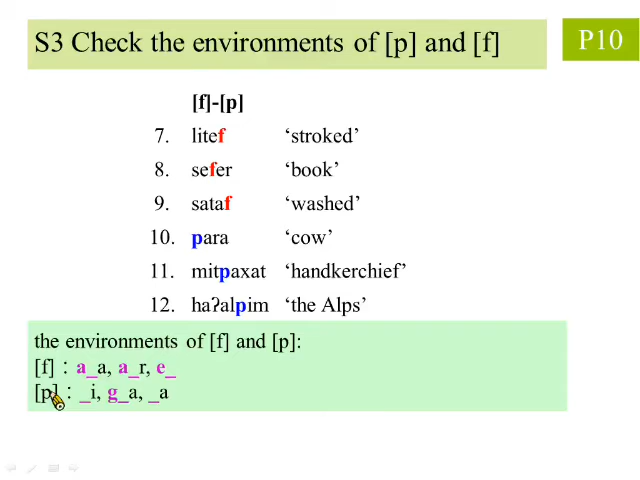 S3 Check the environments of [p] and [f]
P10
[f]-[p]
7. litef ‘stroked’
8. sefer ‘book’
9. sataf ‘washed’
10. para ‘cow’
11. mitpaxat ‘handkerchief’
12. haʔalpim ‘the Alps’
the environments of [f] and [p]:
[f]：a_a, a_r, e_
[p]：_i, g_a, _a